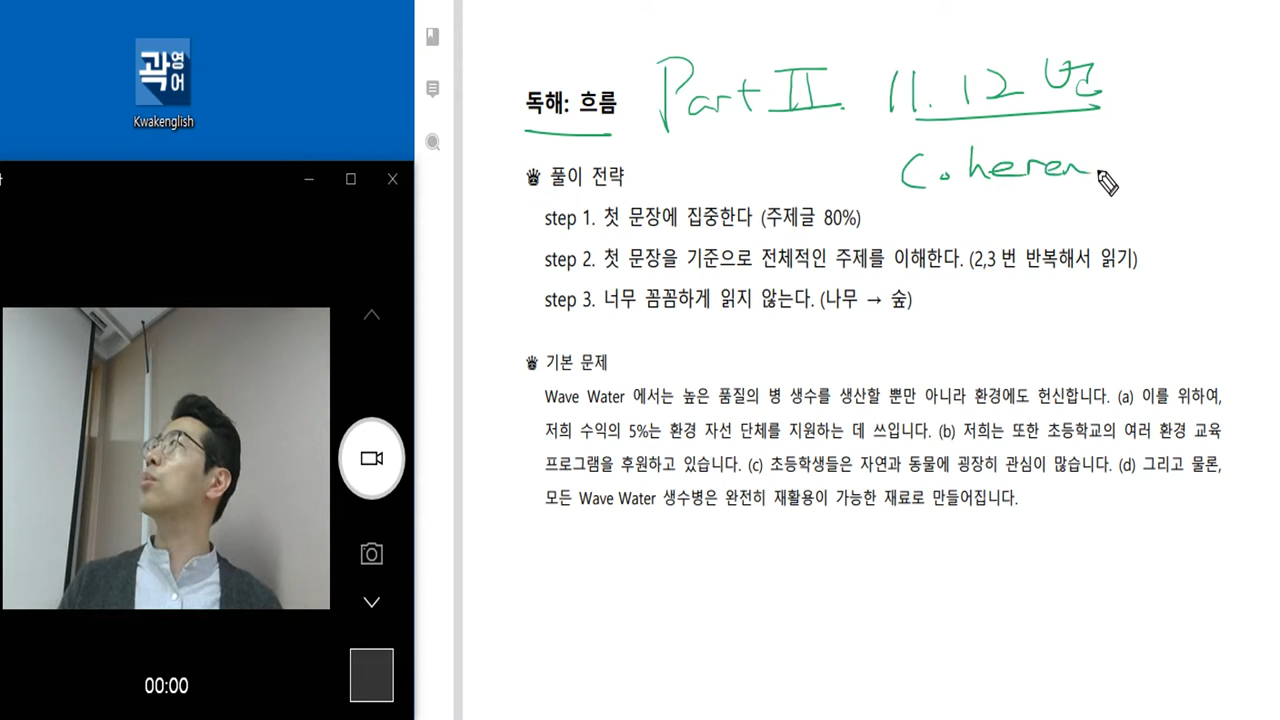 곽영어
Kwakenglish
독해: 흐름
Part II. 11. 12 번
Coheren
풀이 전략
step 1. 첫 문장에 집중한다 (주제글 80%)
step 2. 첫 문장을 기준으로 전체적인 주제를 이해한다. (2,3 번 반복해서 읽기)
step 3. 너무 꼼꼼하게 읽지 않는다. (나무 → 숲)
기본 문제
Wave Water 에서는 높은 품질의 병 생수를 생산할 뿐만 아니라 환경에도 헌신합니다. (a) 이를 위하여,
저희 수익의 5%는 환경 자선 단체를 지원하는 데 쓰입니다. (b) 저희는 또한 초등학교의 여러 환경 교육
프로그램을 후원하고 있습니다. (c) 초등학생들은 자연과 동물에 굉장히 관심이 많습니다. (d) 그리고 물론,
모든 Wave Water 생수병은 완전히 재활용이 가능한 재료로 만들어집니다.
00:00